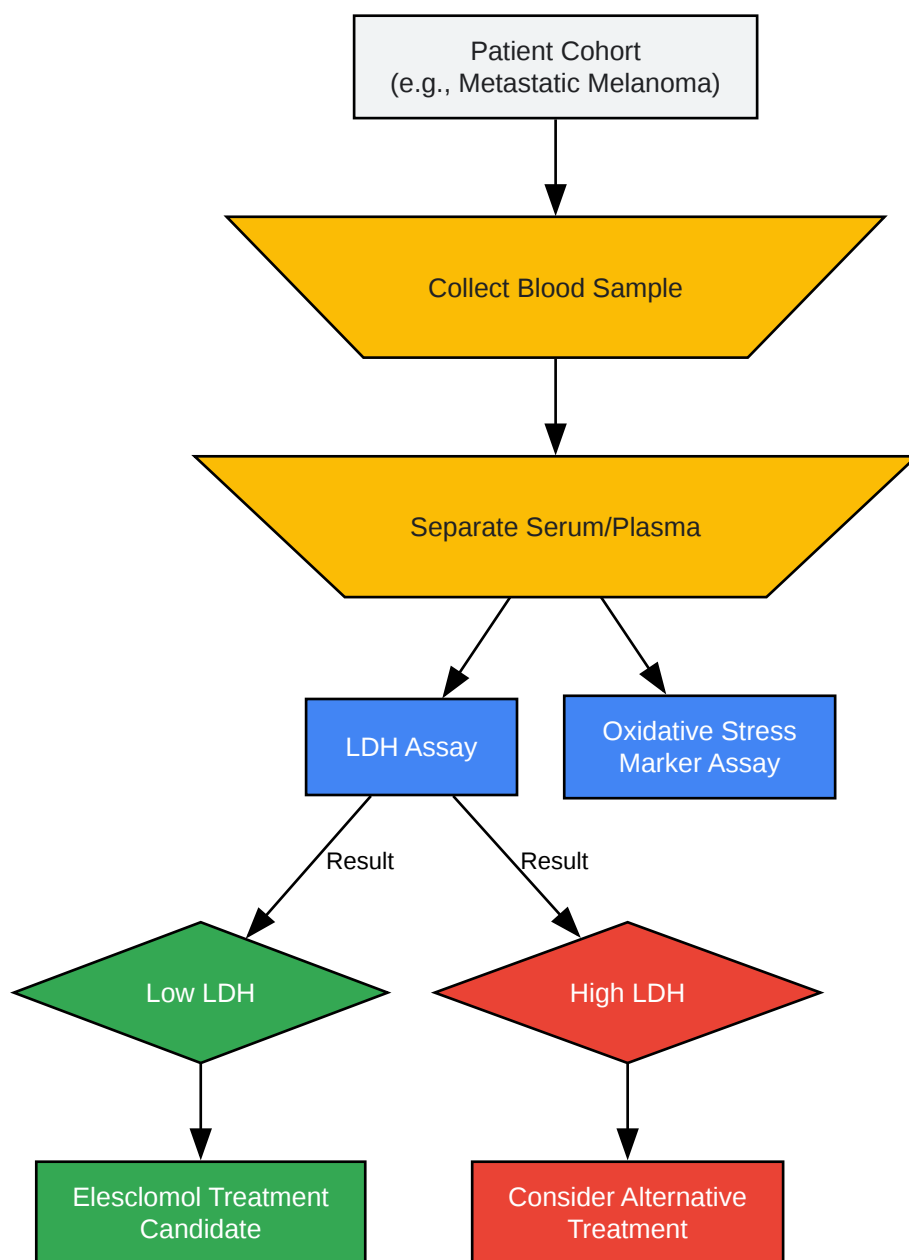 Patient Cohort
(e.g., Metastatic Melanoma)
Collect Blood Sample
Separate Serum/Plasma
LDH Assay
Oxidative Stress
Marker Assay
Result
Result
Low LDH
High LDH
Elesclomol Treatment
Candidate
Consider Alternative
Treatment